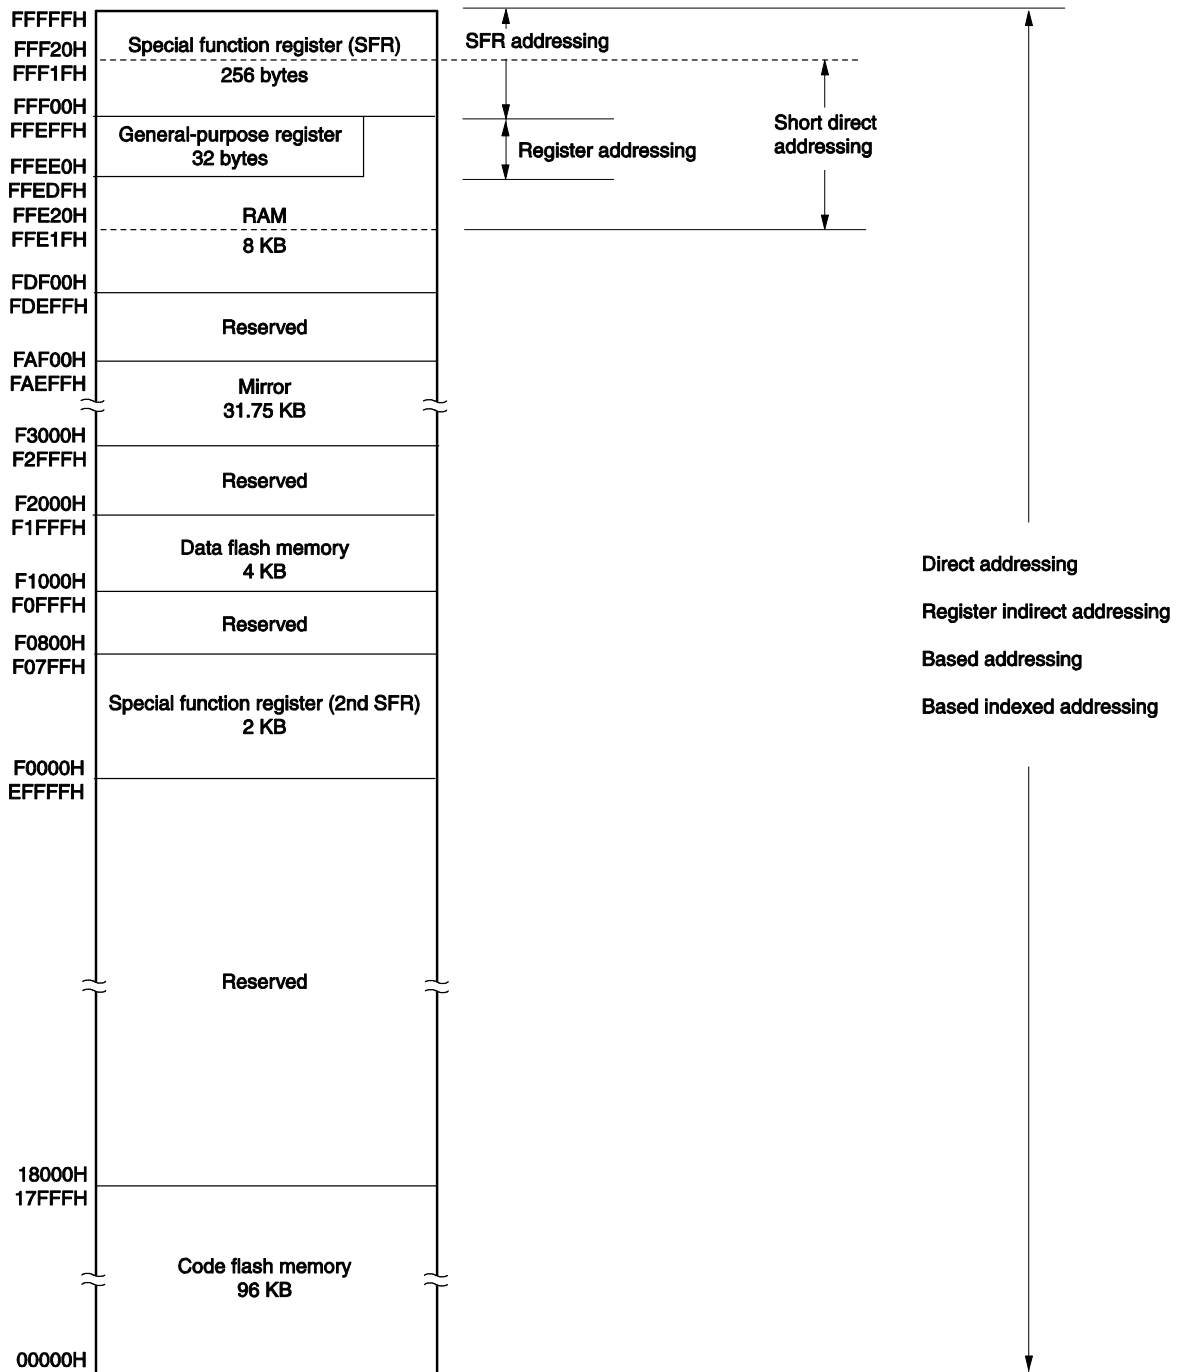 FFFFFH
FFF20H
FFF1FH
FFF00H
FFEFFH
FFEE0H
FFEDFH
FFE20H
FFE1FH
FDF00H
FDEFFH
FAF00H
FAEFFH
F3000H
F2FFFH
F2000H
F1FFFH
F1000H
F0FFFH
F0800H
F07FFH
F0000H
EFFFFH
18000H
17FFFH
00000H
Special function register (SFR)
256 bytes
General-purpose register
32 bytes
RAM
8 KB
Reserved
Mirror
31.75 KB
Reserved
Data flash memory
4 KB
Reserved
Special function register (2nd SFR)
2 KB
Reserved
Code flash memory
96 KB
SFR addressing
Register addressing
Short direct
addressing
Direct addressing
Register indirect addressing
Based addressing
Based indexed addressing